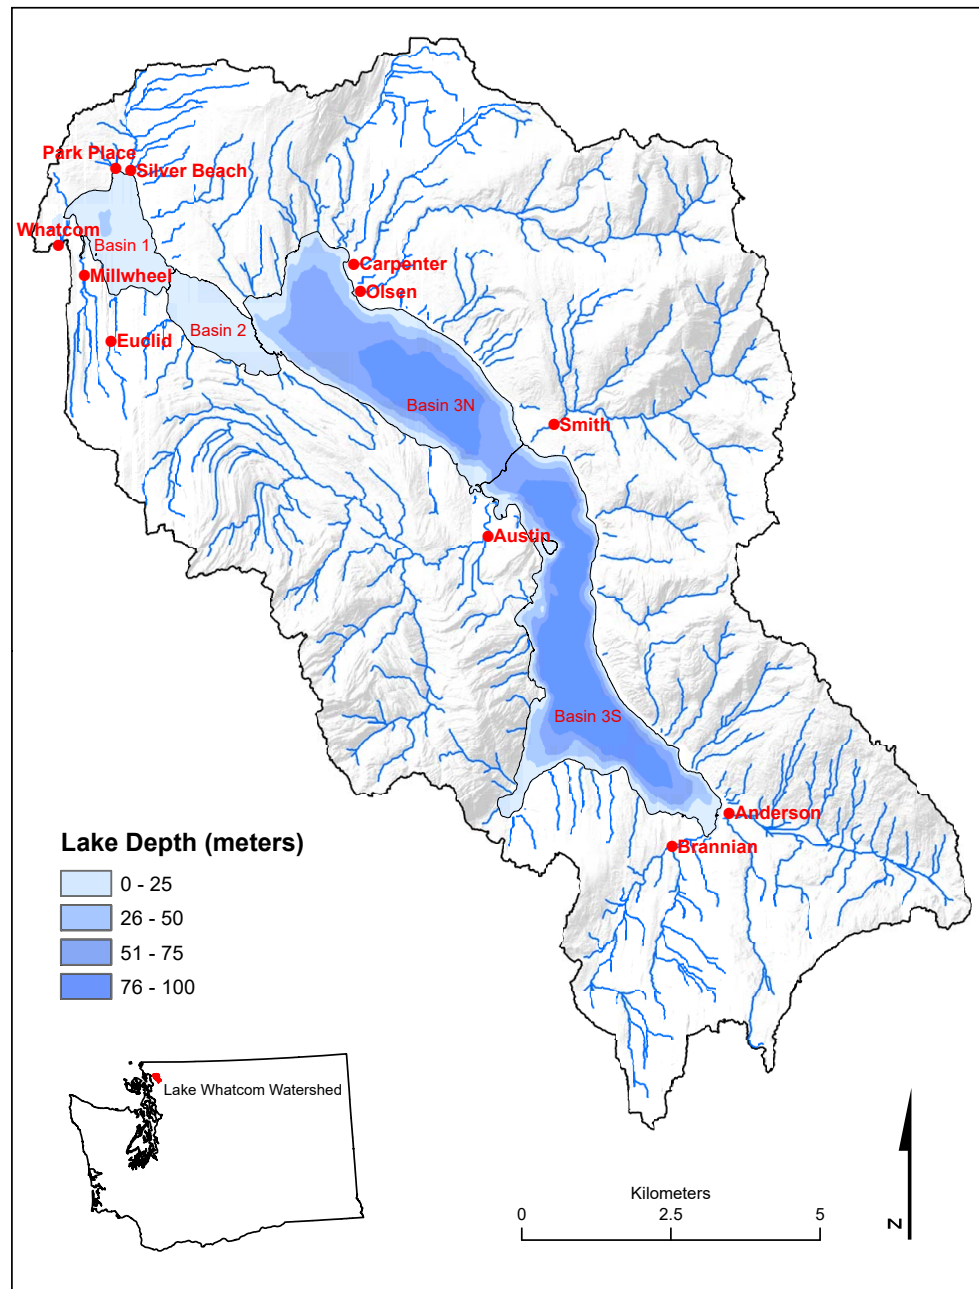 Park Place
Silver Beach
Whatcom
Basin 1
Carpenter
Millwheel
Olsen
Basin 2
Euclid
Basin 3N
Smith
Austin
Basin 3S
Anderson
Brannian
Lake Depth (meters)
0 - 25
26 - 50
51 - 75
76 - 100
Lake Whatcom Watershed
Kilometers
0 2.5 5
N